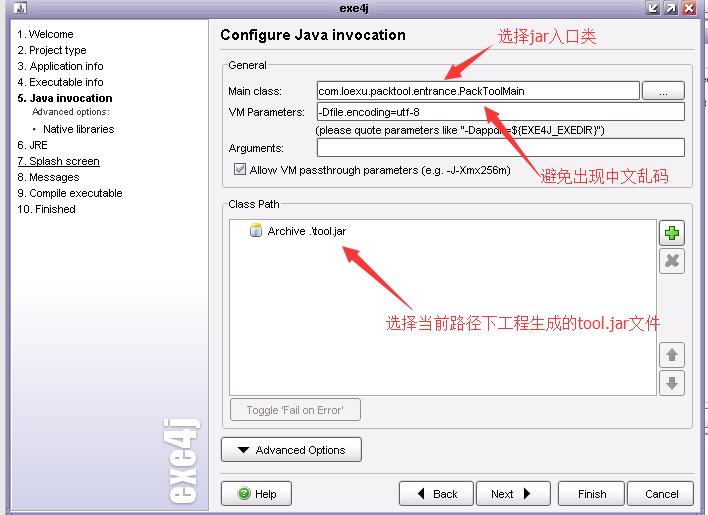 exe4j
1. Welcome
2. Project type
3. Application info
4. Executable info
5. Java invocation
Advanced options:
• Native libraries
6. JRE
7. Splash screen
8. Messages
9. Compile executable
10. Finished
exe4j
Configure Java invocation
选择jar入口类
General
Main class:
com.loexu.packtool.entrance.PackToolMain
...
VM Parameters:
-Dfile.encoding=utf-8
(please quote parameters like "-Dappdir=${EXE4J_EXEDIR}")
Arguments:
Allow VM passthrough parameters (e.g. -J-Xmx256m)
避免出现中文乱码
Class Path
Archive .\tool.jar
选择当前路径下工程生成的tool.jar文件
Toggle 'Fail on Error'
Advanced Options
Help
Back
Next
Finish
Cancel